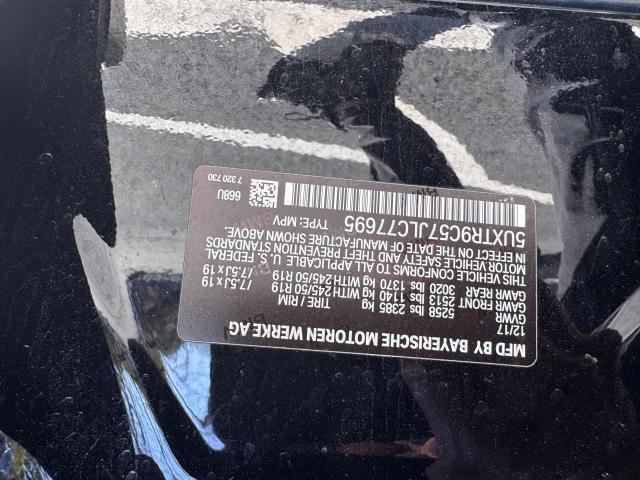 MFD BY BAYERISCHE MOTOREN WERKE AG
12/17
GVWR 5258 lbs 2385 kg TIRE / RIM
GAWR FRONT 2513 lbs 1140 kg WITH 245/50 R19 /7.5J x 19
GAWR REAR 3020 lbs 1370 kg WITH 245/50 R19 /7.5J x 19
THIS VEHICLE CONFORMS TO ALL APPLICABLE U.S. FEDERAL
MOTOR VEHICLE SAFETY AND THEFT PREVENTION STANDARDS
IN EFFECT ON THE DATE OF MANUFACTURE SHOWN ABOVE.
5UXTR9C57JLC77695 TYPE: MPV
668U
7 320 730